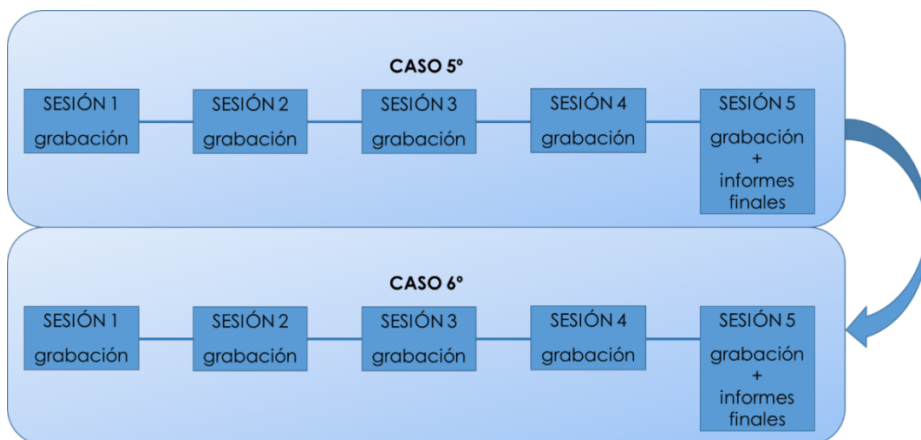 CASO 5º
SESIÓN 1
grabación
SESIÓN 2
grabación
SESIÓN 3
grabación
SESIÓN 4
grabación
SESIÓN 5
grabación
+
informes
finales
CASO 6º
SESIÓN 1
grabación
SESIÓN 2
grabación
SESIÓN 3
grabación
SESIÓN 4
grabación
SESIÓN 5
grabación
+
informes
finales